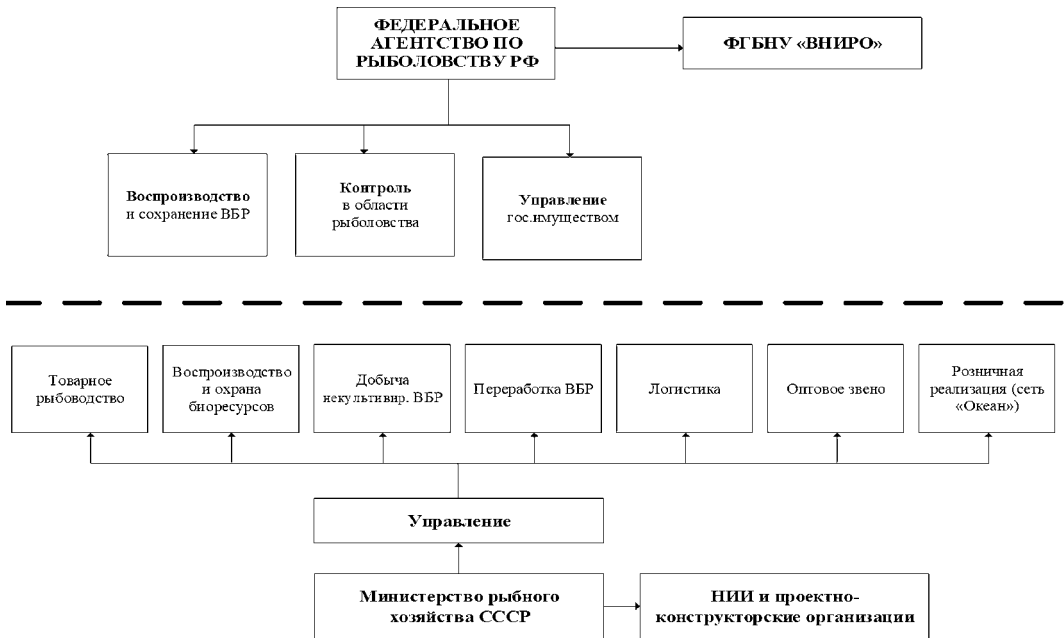 ФЕДЕРАЛЬНОЕ
АГЕНТСТВО ПО
РЫБОЛОВСТВУ РФ
ФГБНУ «ВНИРО»
Воспроизводство
и сохранение ВБР
Контроль
в области
рыболовства
Управление
гос.имуществом
Товарное
рыбоводство
Воспроизводство
и охрана
биоресурсов
Добыча
некультивир. ВБР
Переработка ВБР
Логистика
Оптовое звено
Розничная
реализация (сеть
«Океан»)
Управление
Министерство рыбного
хозяйства СССР
НИИ и проектно-
конструкторские организации